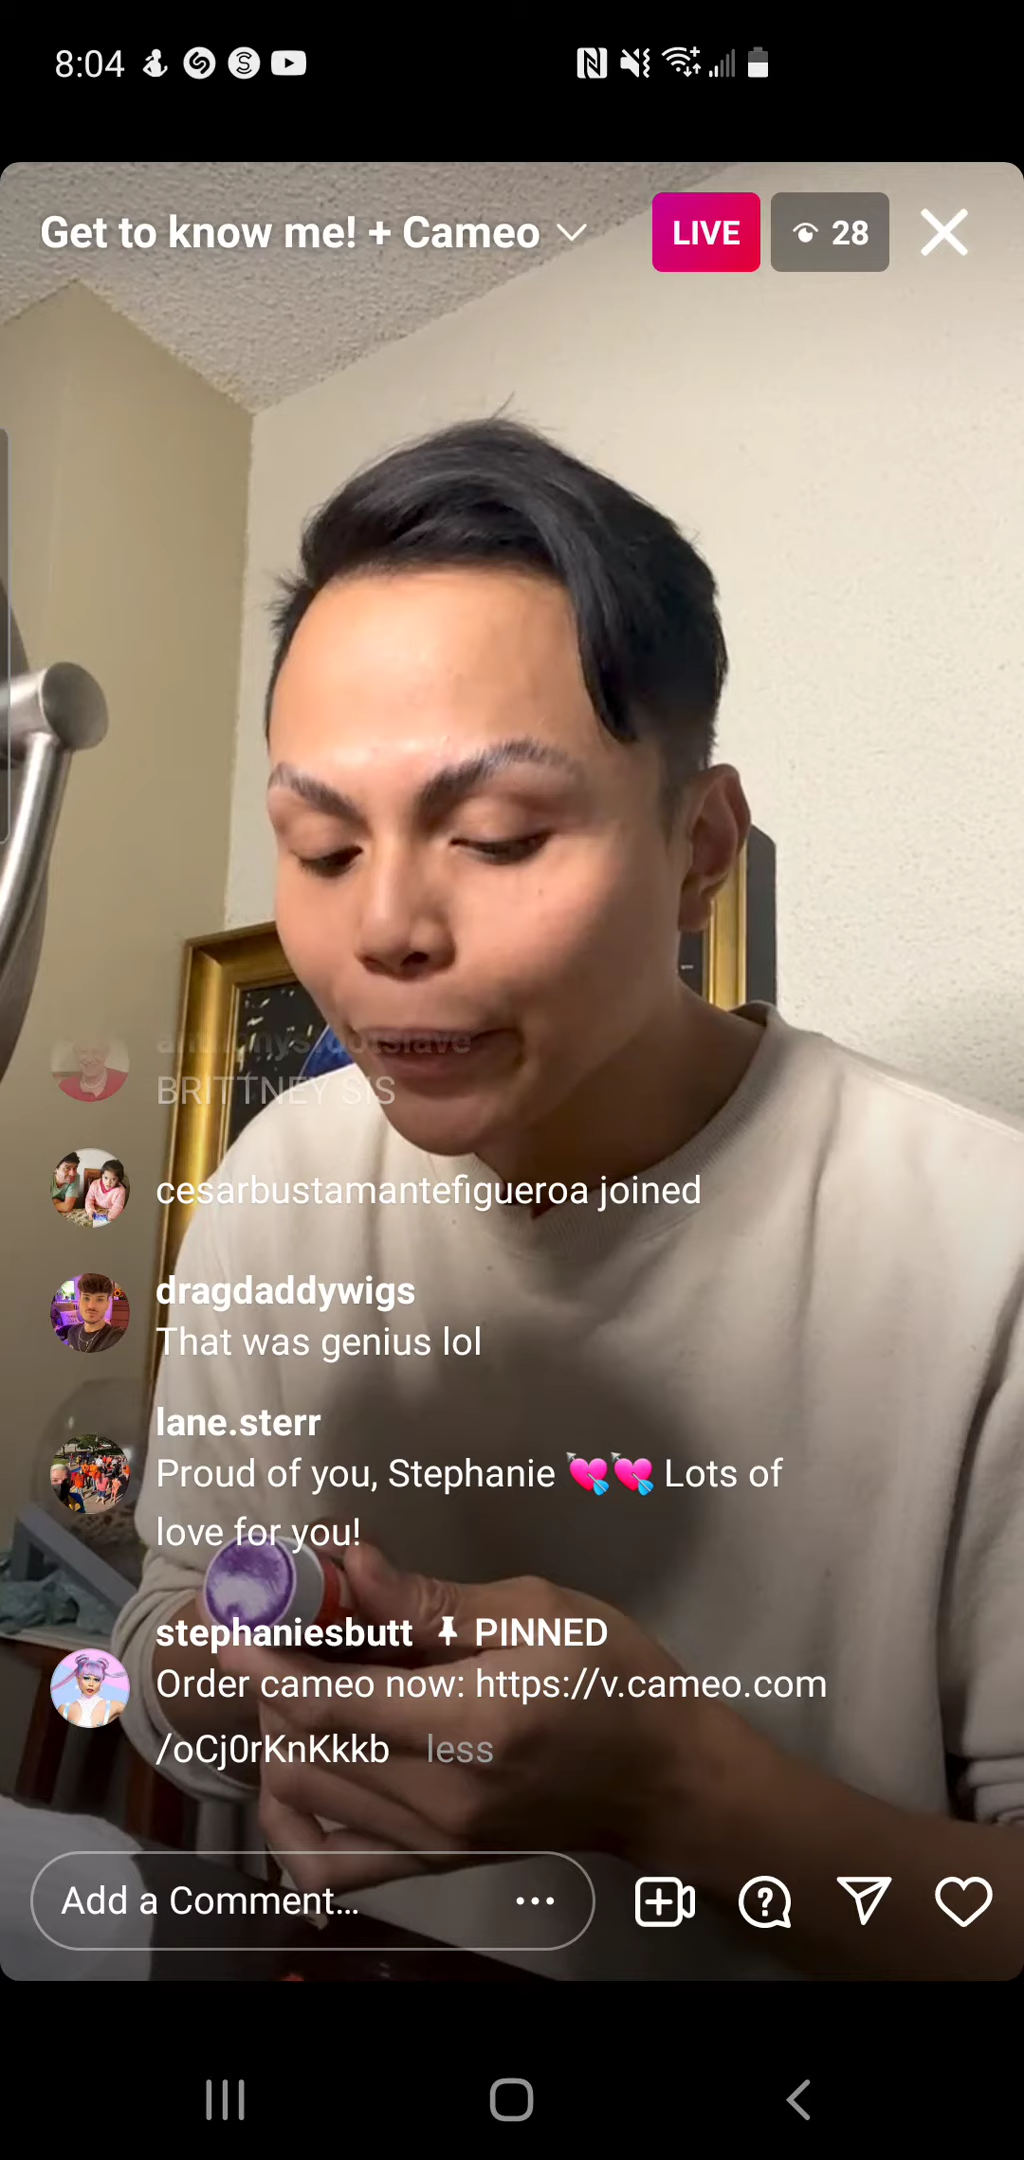 8:04
Get to know me! + Cameo
LIVE
28
BRITTNEY SIS
cesarbustamantefigueroa joined
dragdaddywigs
That was genius lol
lane.sterr
Proud of you, Stephanie 💘💘 Lots of
love for you!
stephaniesbutt PINNED
Order cameo now: https://v.cameo.com
/oCj0rKnKkkb less
Add a Comment...